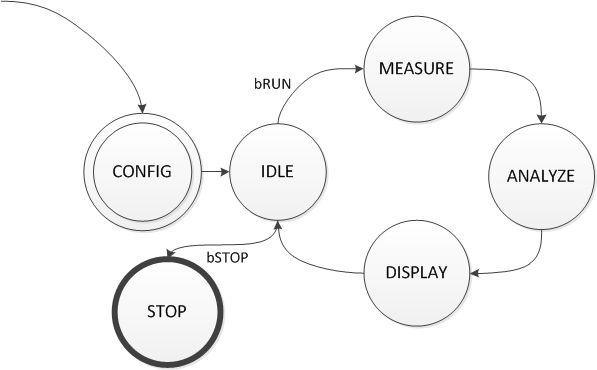 MEASURE
bRUN
CONFIG
IDLE
ANALYZE
bSTOP
DISPLAY
STOP